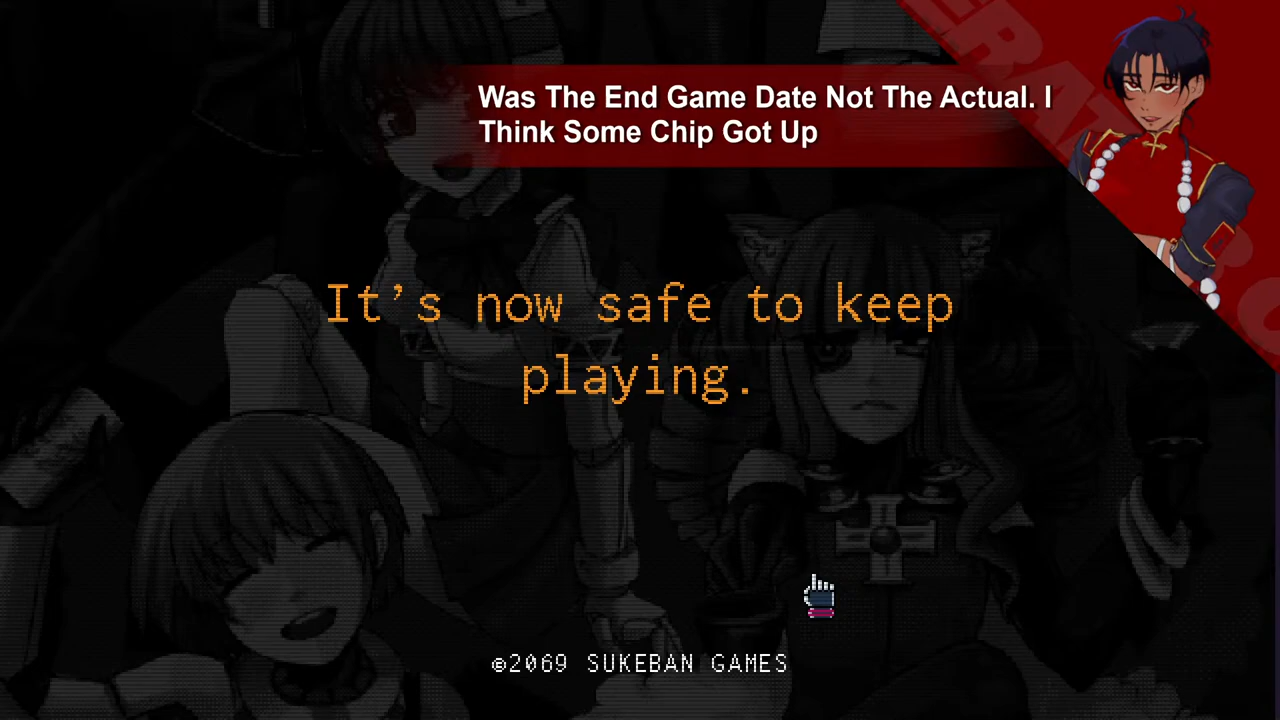 Was The End Game Date Not The Actual. I
Think Some Chip Got Up
It's now safe to keep
playing.
©2069 SUKEBAN GAMES